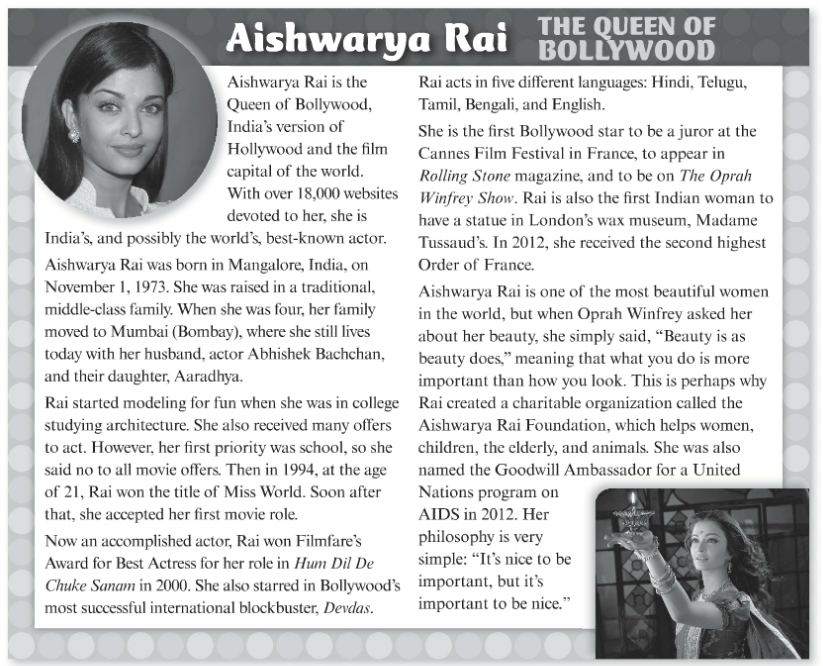 Aishwarya Rai THE QUEEN OF
BOLLYWOOD
Aishwarya Rai is the
Queen of Bollywood,
India's version of
Hollywood and the film
capital of the world.
With over 18,000 websites
devoted to her, she is
India's, and possibly the world's, best-known actor.
Aishwarya Rai was born in Mangalore, India, on
November 1, 1973. She was raised in a traditional,
middle-class family. When she was four, her family
moved to Mumbai (Bombay), where she still lives
today with her husband, actor Abhishek Bachchan,
and their daughter, Aaradhya.
Rai started modeling for fun when she was in college
studying architecture. She also received many offers
to act. However, her first priority was school, so she
said no to all movie offers. Then in 1994, at the age
of 21, Rai won the title of Miss World. Soon after
that, she accepted her first movie role.
Now an accomplished actor, Rai won Filmfare's
Award for Best Actress for her role in Hum Dil De
Chuke Sanam in 2000. She also starred in Bollywood's
most successful international blockbuster, Devdas.
Rai acts in five different languages: Hindi, Telugu,
Tamil, Bengali, and English.
She is the first Bollywood star to be a juror at the
Cannes Film Festival in France, to appear in
Rolling Stone magazine, and to be on The Oprah
Winfrey Show. Rai is also the first Indian woman to
have a statue in London's wax museum, Madame
Tussaud's. In 2012, she received the second highest
Order of France.
Aishwarya Rai is one of the most beautiful women
in the world, but when Oprah Winfrey asked her
about her beauty, she simply said, "Beauty is as
beauty does," meaning that what you do is more
important than how you look. This is perhaps why
Rai created a charitable organization called the
Aishwarya Rai Foundation, which helps women,
children, the elderly, and animals. She was also
named the Goodwill Ambassador for a United
Nations program on
AIDS in 2012. Her
philosophy is very
simple: "It's nice to be
important, but it's
important to be nice."